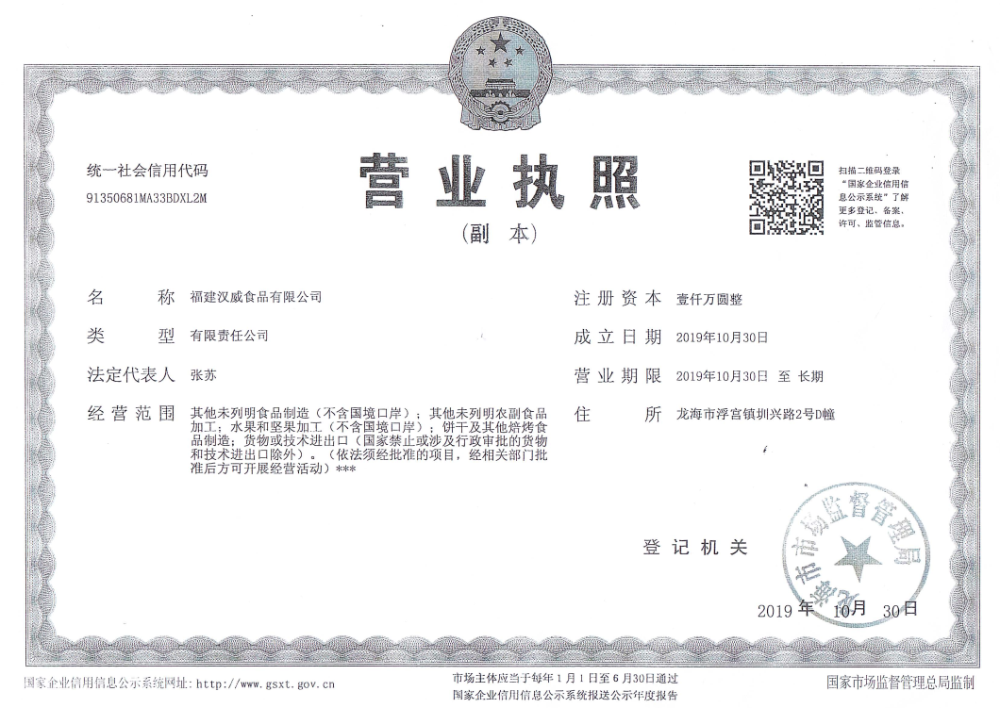 统一社会信用代码
91350681MA33BDXL2M
营业执照
（副 本）
扫描二维码登录
“国家企业信用信
息公示系统”了解
更多登记、备案、
许可、监管信息。
名 称 福建汉威食品有限公司
类 型 有限责任公司
法定代表人 张苏
经营范围 其他未列明食品制造（不含国境口岸）；其他未列明农副食品
加工；水果和坚果加工（不含国境口岸）；饼干及其他焙烤食
品制造；货物或技术进出口（国家禁止或涉及行政审批的货物
和技术进出口除外）。（依法须经批准的项目，经相关部门批
准后方可开展经营活动）***
注册资本 壹仟万圆整
成立日期 2019年10月30日
营业期限 2019年10月30日 至 长期
住 所 龙海市浮宫镇圳兴路2号D幢
登记机关
龙海市市场监督管理局
2019 年 10月 30日
国家企业信用信息公示系统网址：http://www.gsxt.gov.cn
市场主体应当于每年1月1日至6月30日通过
国家企业信用信息公示系统报送公示年度报告
国家市场监督管理总局监制